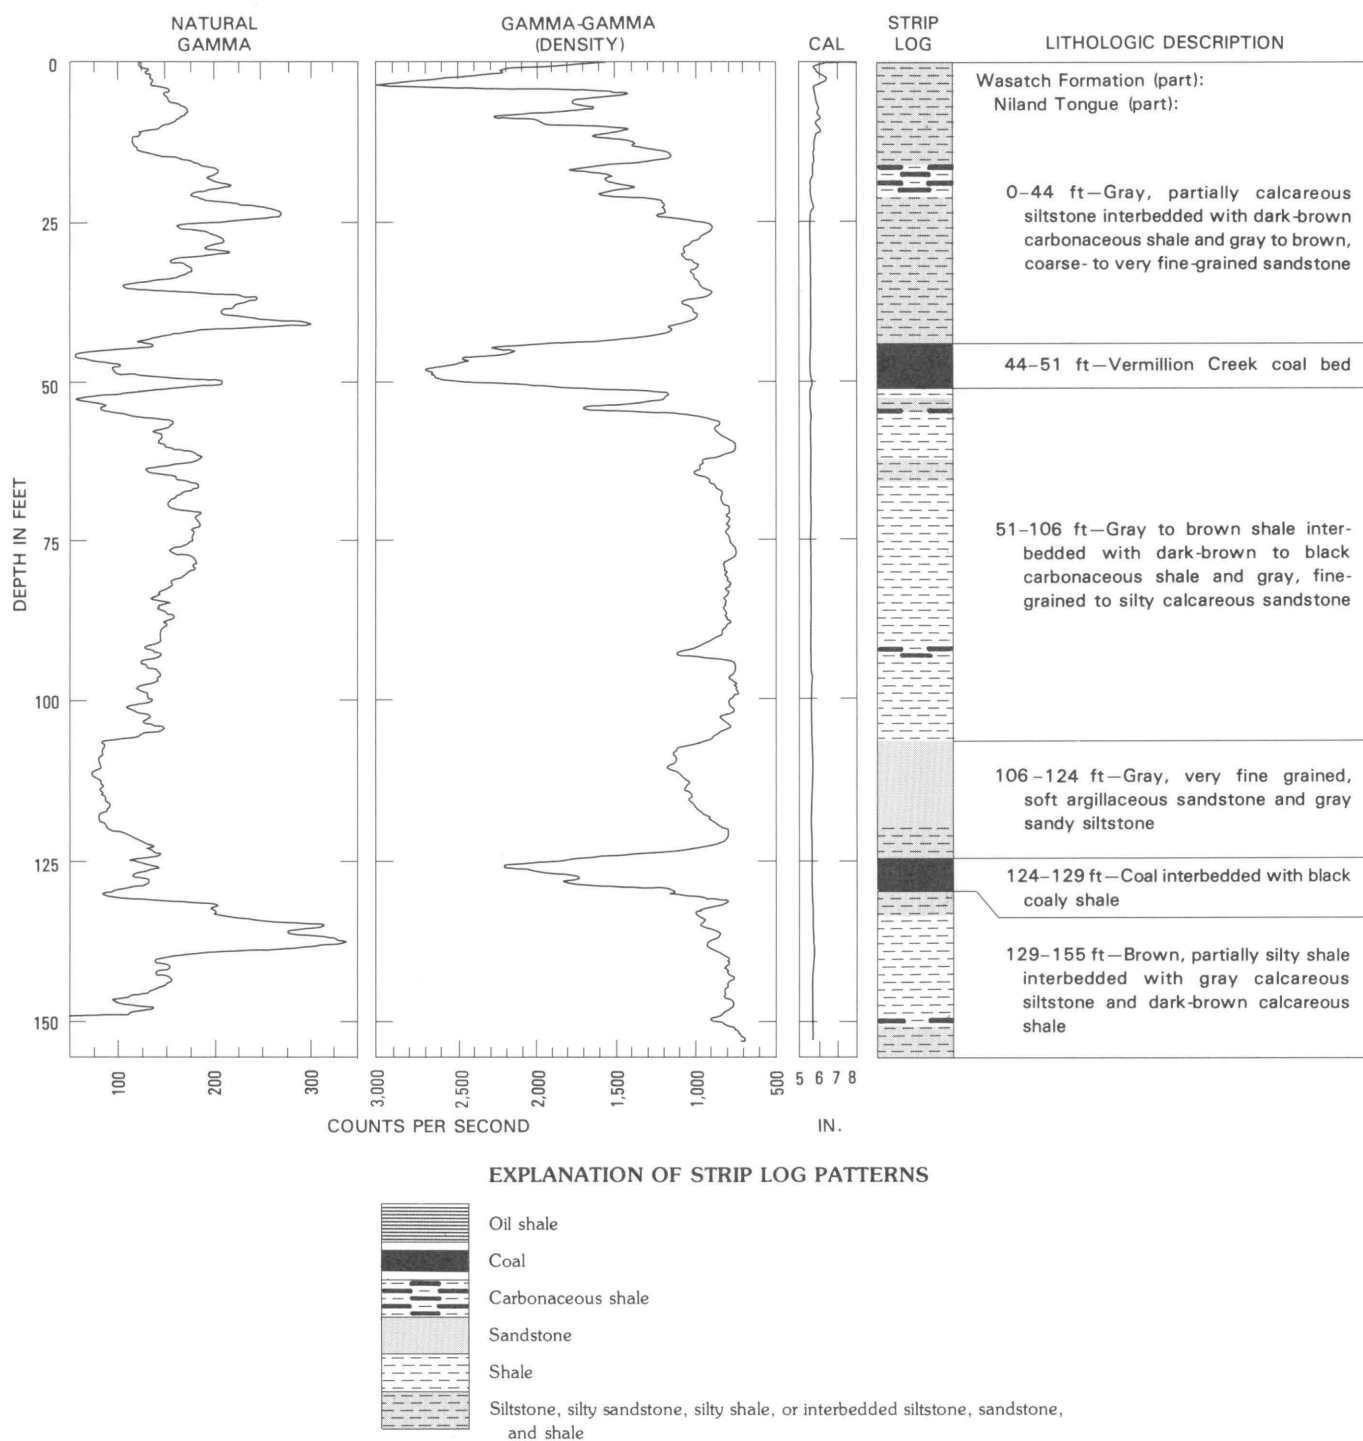 NATURAL
GAMMA
GAMMA-GAMMA
(DENSITY)
CAL
STRIP
LOG
LITHOLOGIC DESCRIPTION
DEPTH IN FEET
0
25
50
75
100
125
150
Wasatch Formation (part):
Niland Tongue (part):
0–44 ft—Gray, partially calcareous
siltstone interbedded with dark-brown
carbonaceous shale and gray to brown,
coarse- to very fine-grained sandstone
44–51 ft—Vermillion Creek coal bed
51–106 ft—Gray to brown shale inter-
bedded with dark-brown to black
carbonaceous shale and gray, fine-
grained to silty calcareous sandstone
106–124 ft—Gray, very fine grained,
soft argillaceous sandstone and gray
sandy siltstone
124–129 ft—Coal interbedded with black
coaly shale
129–155 ft—Brown, partially silty shale
interbedded with gray calcareous
siltstone and dark-brown calcareous
shale
100 200 300
3,000 2,500 2,000 1,500 1,000 500
5 6 7 8
COUNTS PER SECOND
IN.
EXPLANATION OF STRIP LOG PATTERNS
Oil shale
Coal
Carbonaceous shale
Sandstone
Shale
Siltstone, silty sandstone, silty shale, or interbedded siltstone, sandstone,
and shale